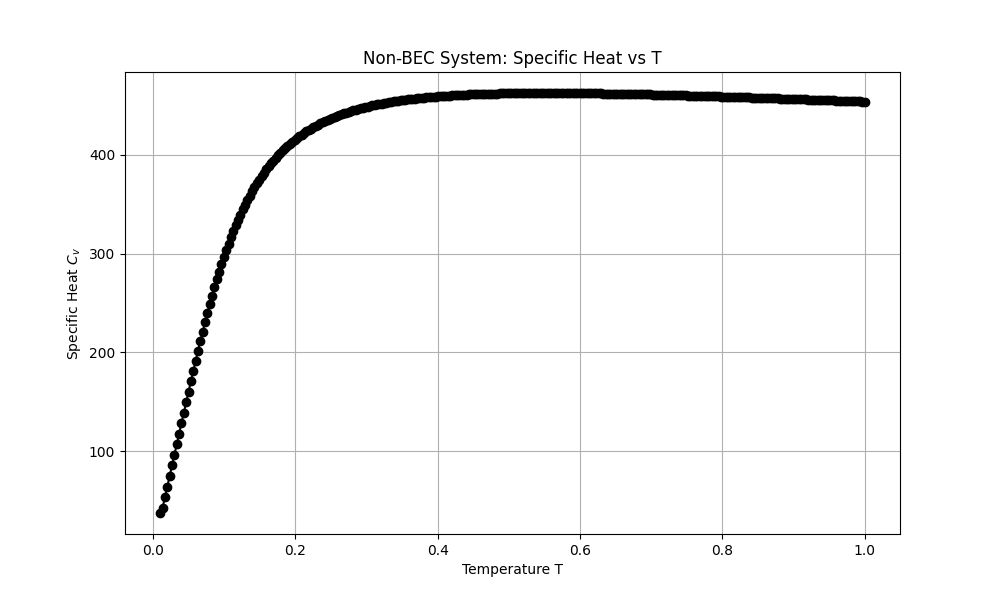 Non-BEC System: Specific Heat vs T
Specific Heat $C_v$
400
300
200
100
0.0 0.2 0.4 0.6 0.8 1.0
Temperature T